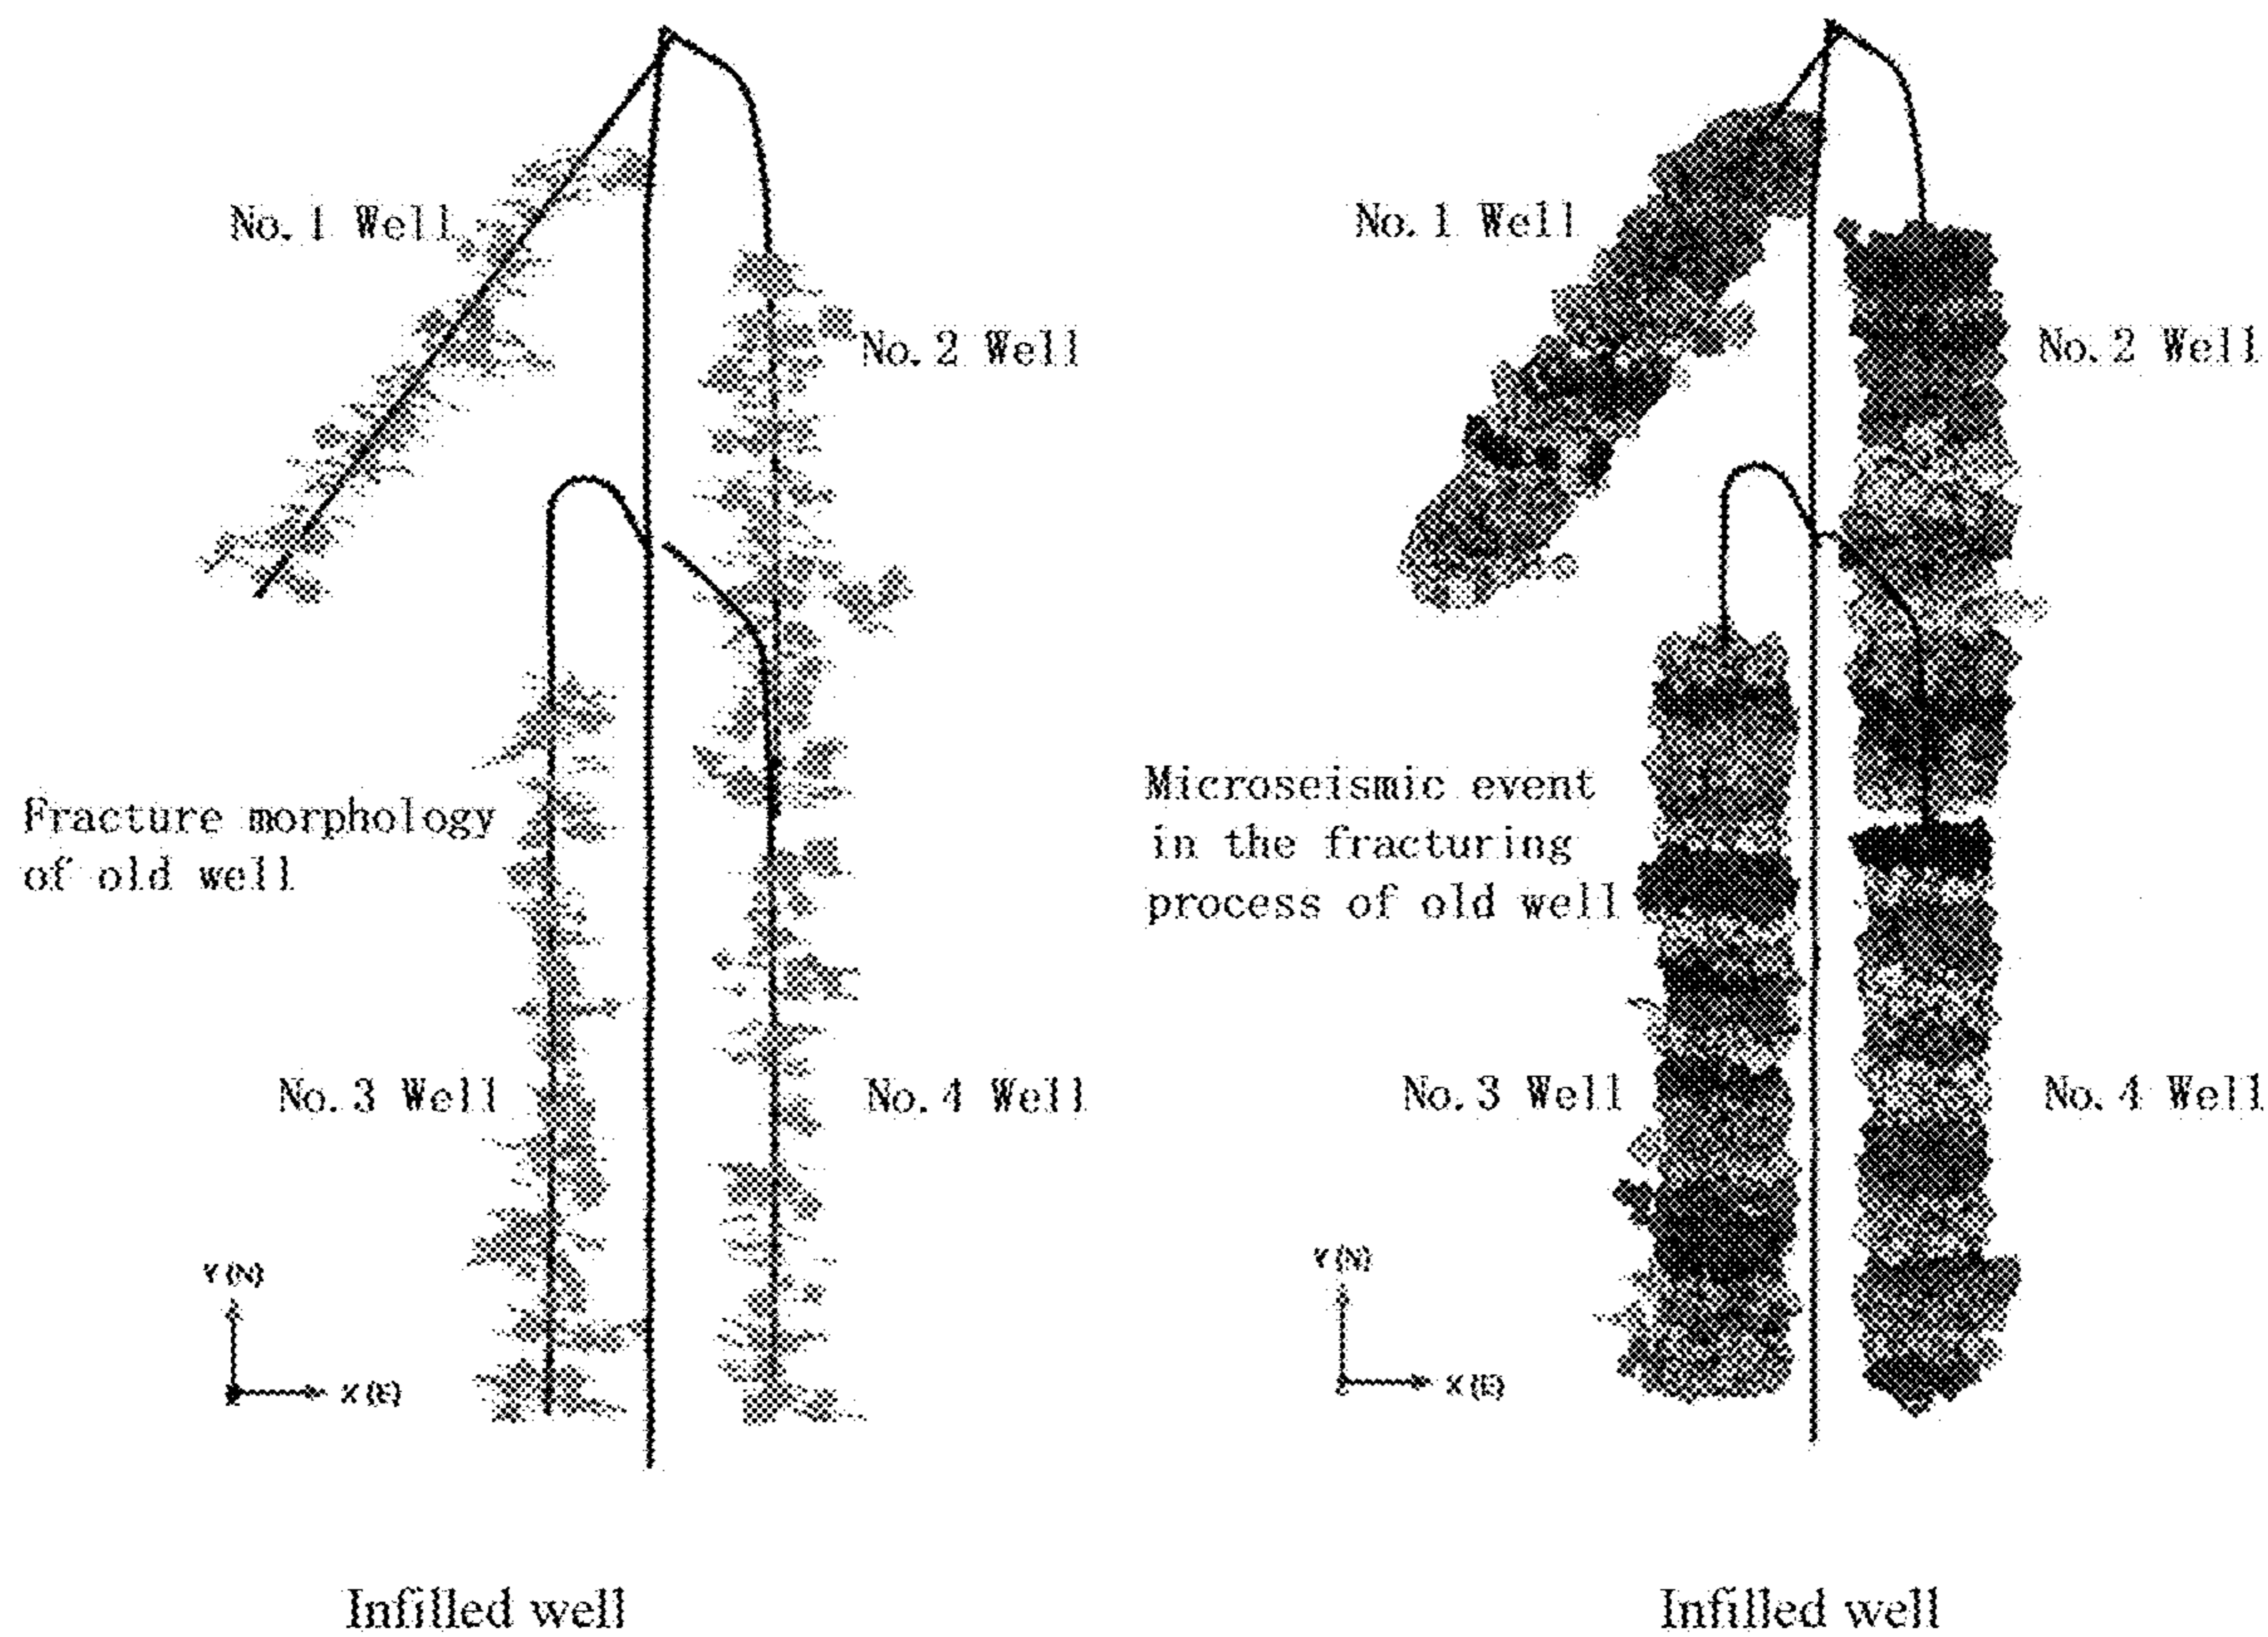 No.1 Well
No.2 Well
Fracture morphology
of old well
No.3 Well
No.4 Well
Y(N)
X(E)
Infilled well
No.1 Well
No.2 Well
Microseismic event
in the fracturing
process of old well
No.3 Well
No.4 Well
Y(N)
X(E)
Infilled well